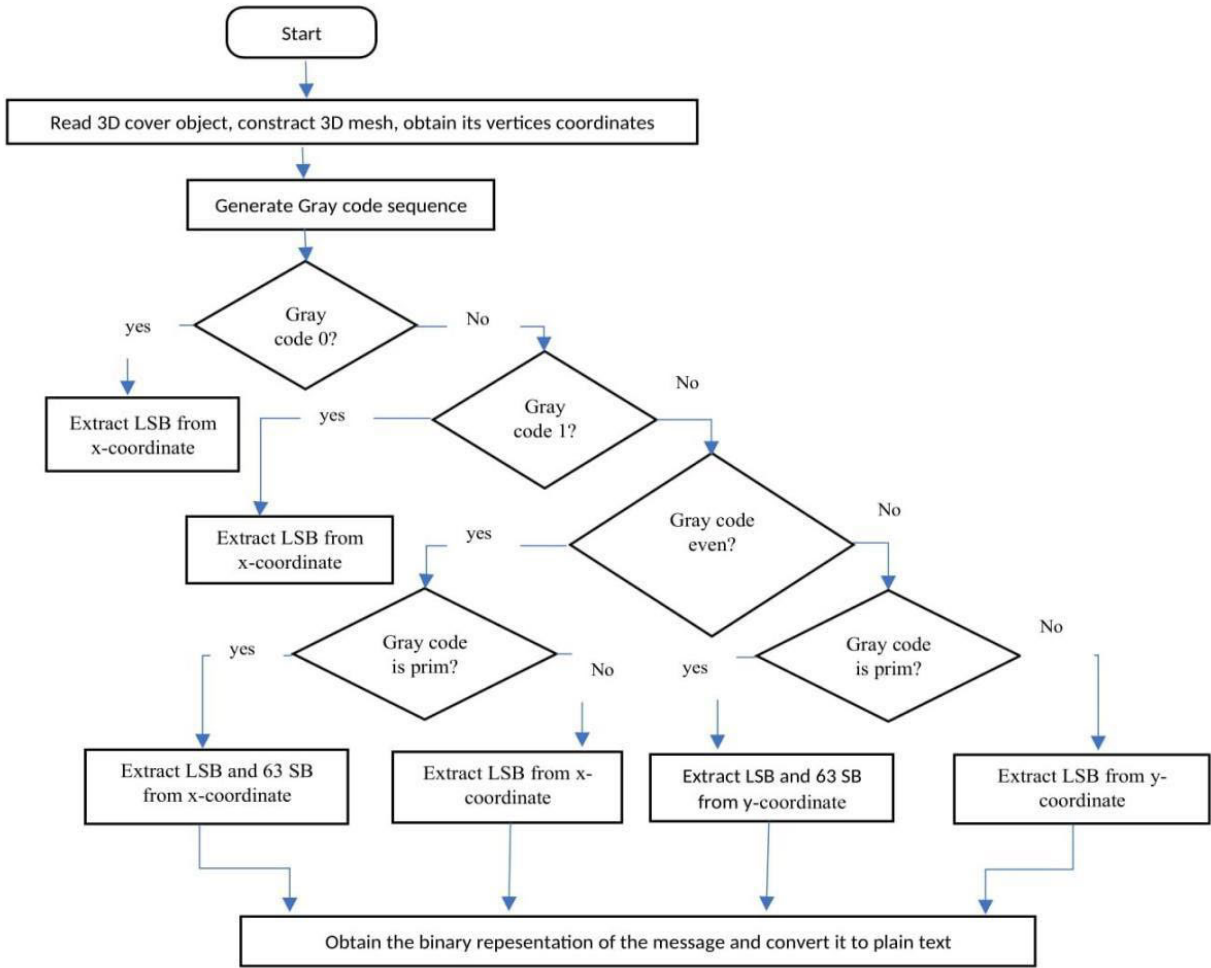 Start
Read 3D cover object, constract 3D mesh, obtain its vertices coordinates
Generate Gray code sequence
Gray
code 0?
yes
No
Extract LSB from
x-coordinate
Gray
code 1?
yes
No
Extract LSB from
x-coordinate
Gray code
even?
yes
No
Gray code
is prim?
yes
No
Gray code
is prim?
yes
No
Extract LSB and 63 SB
from x-coordinate
Extract LSB from x-
coordinate
Extract LSB and 63 SB
from y-coordinate
Extract LSB from y-
coordinate
Obtain the binary repesentation of the message and convert it to plain text